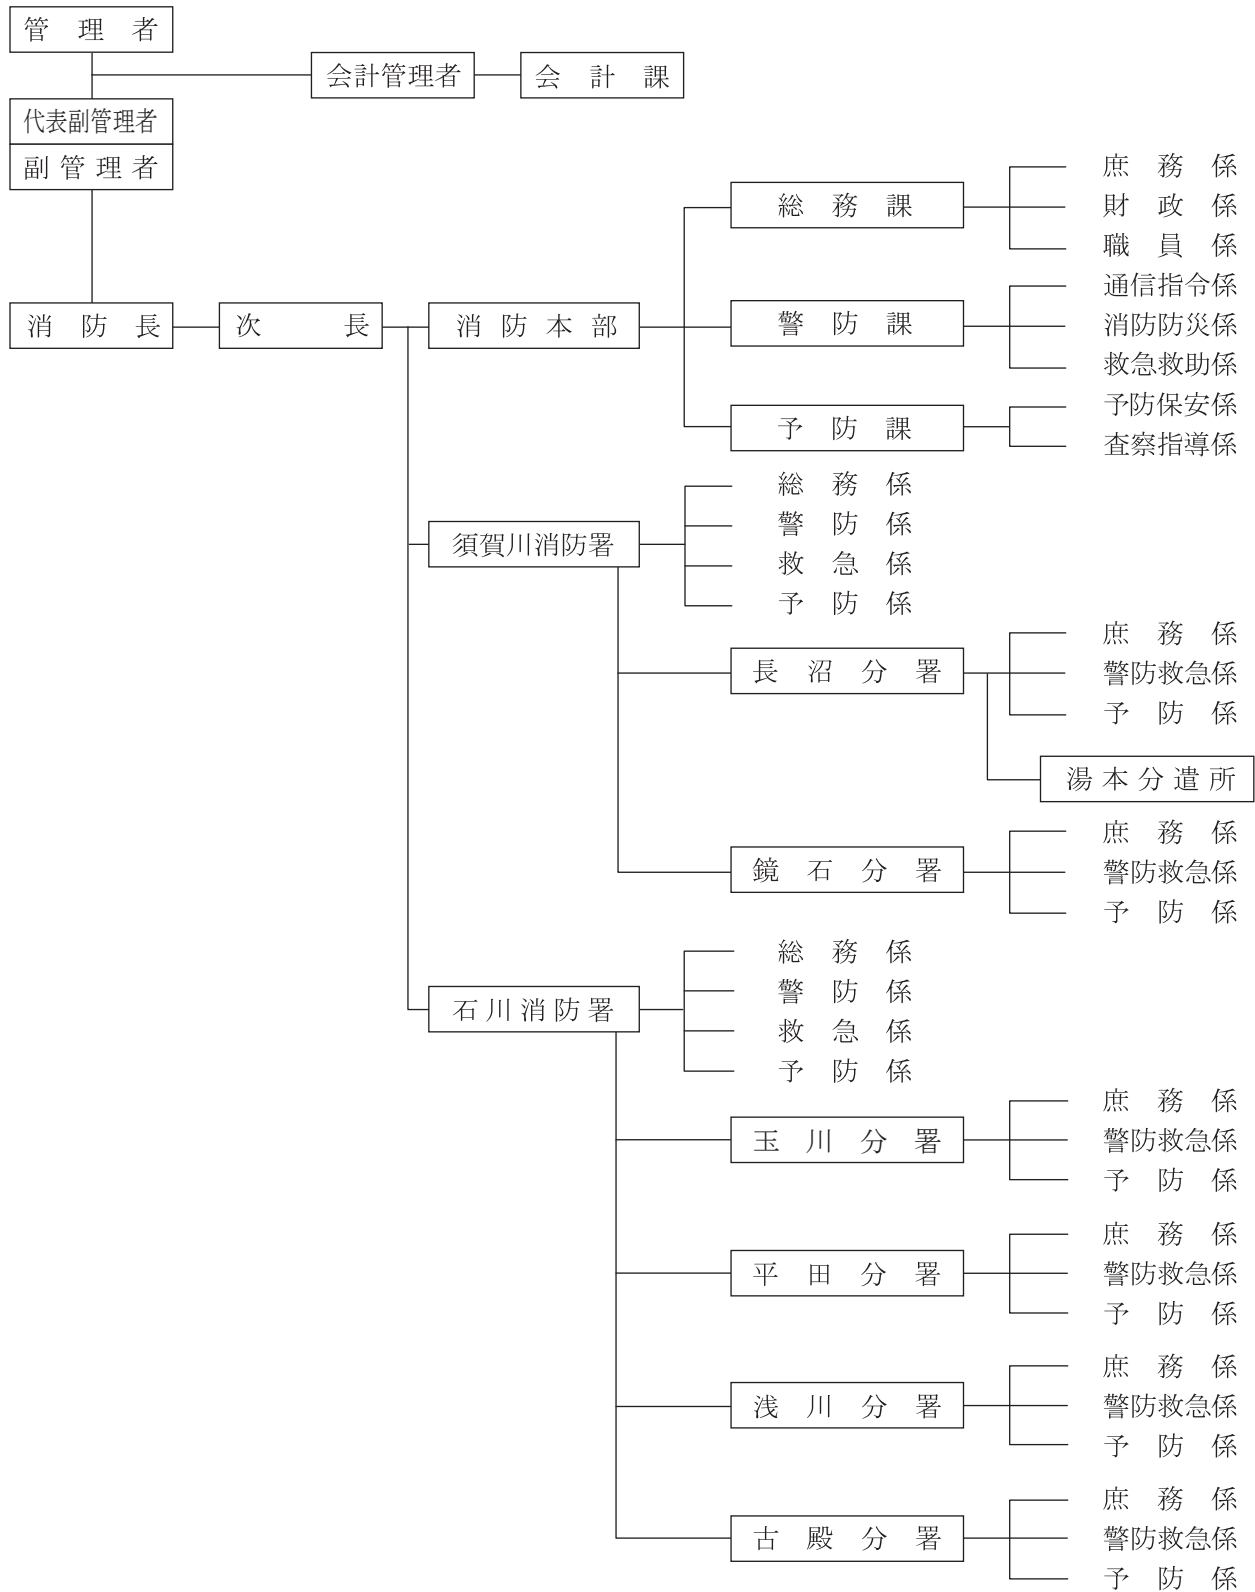 管理者
会計管理者
会計課
代表副管理者
副管理者
消防長
次長
消防本部
総務課
庶務係
財政係
職員係
警防課
通信指令係
消防防災係
救急救助係
予防課
予防保安係
査察指導係
須賀川消防署
総務係
警防係
救急係
予防係
長沼分署
庶務係
警防救急係
予防係
湯本分遣所
鏡石分署
庶務係
警防救急係
予防係
石川消防署
総務係
警防係
救急係
予防係
玉川分署
庶務係
警防救急係
予防係
平田分署
庶務係
警防救急係
予防係
浅川分署
庶務係
警防救急係
予防係
古殿分署
庶務係
警防救急係
予防係